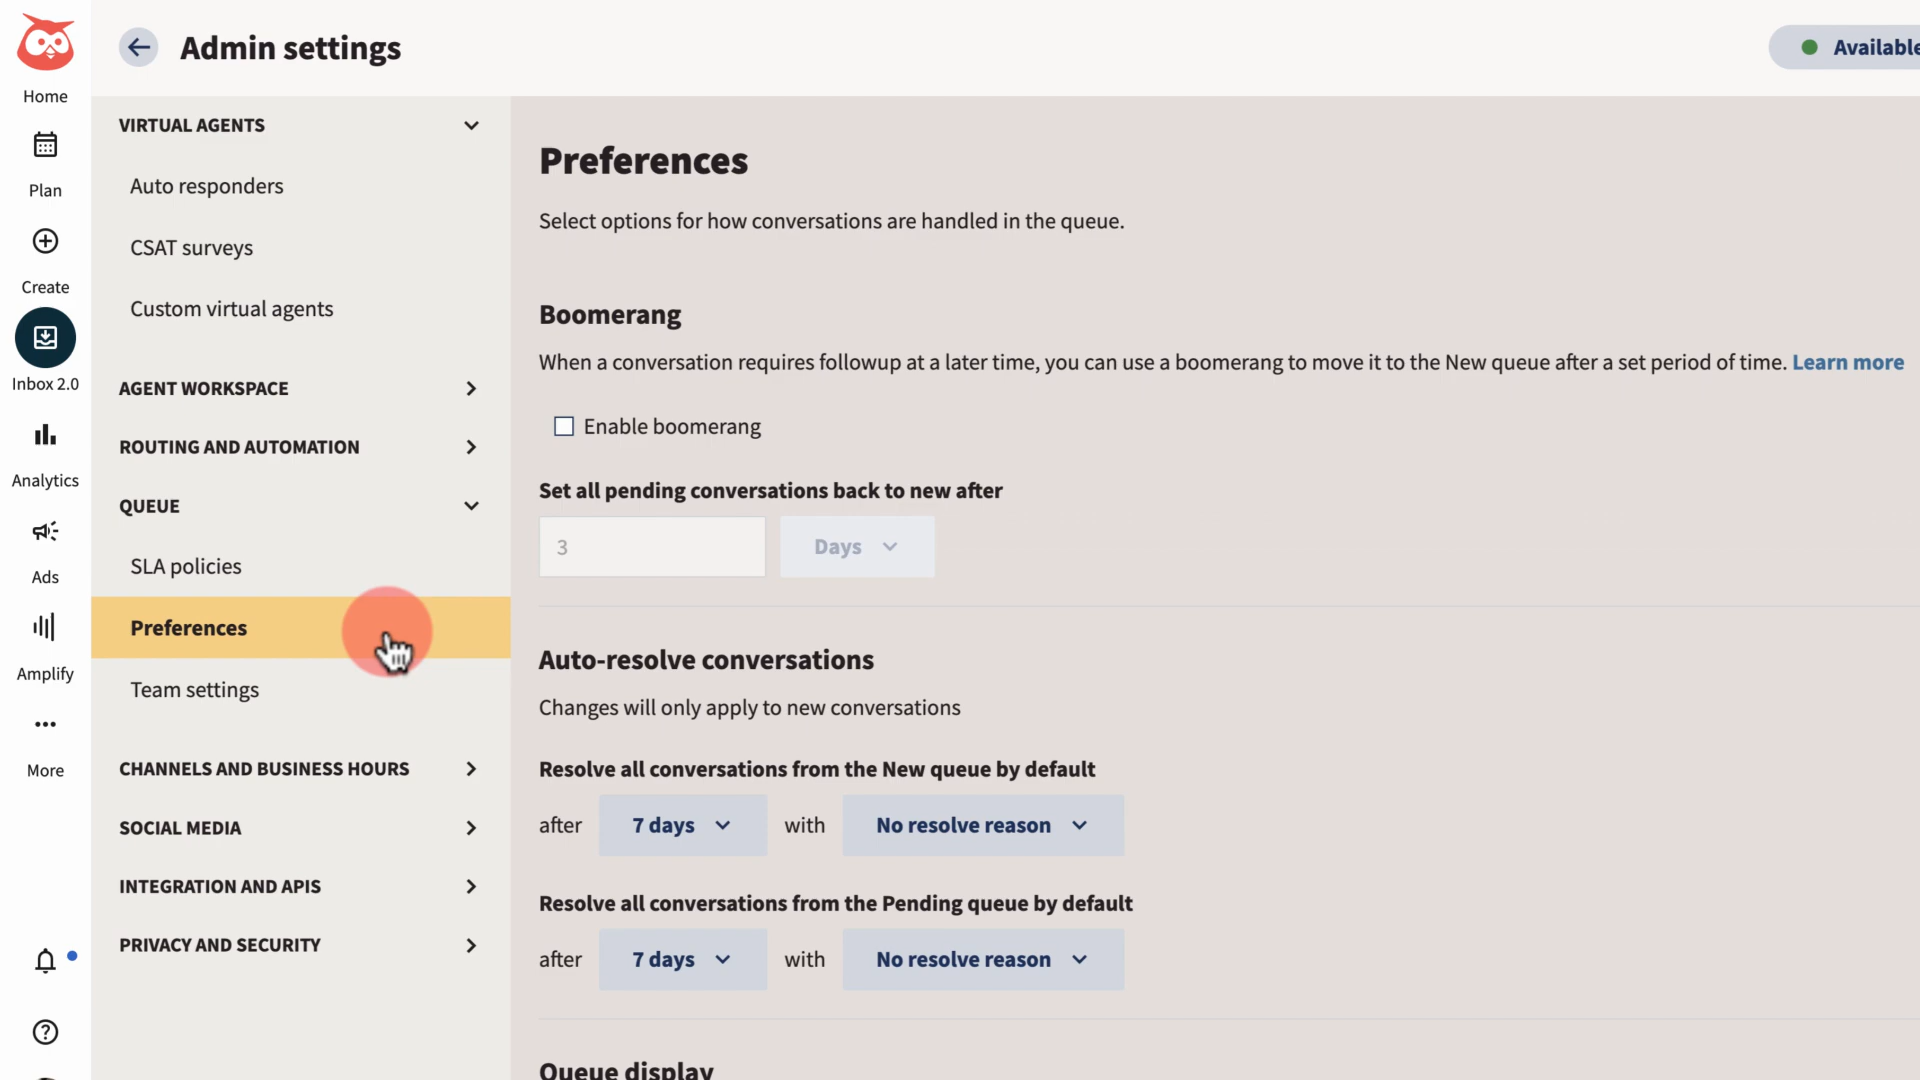 Admin settings
Available
Home
Plan
Create
Inbox 2.0
Analytics
Ads
Amplify
More
VIRTUAL AGENTS
Auto responders
CSAT surveys
Custom virtual agents
AGENT WORKSPACE
ROUTING AND AUTOMATION
QUEUE
SLA policies
Preferences
Team settings
CHANNELS AND BUSINESS HOURS
SOCIAL MEDIA
INTEGRATION AND APIS
PRIVACY AND SECURITY
Preferences
Select options for how conversations are handled in the queue.
Boomerang
When a conversation requires followup at a later time, you can use a boomerang to move it to the New queue after a set period of time. Learn more
Enable boomerang
Set all pending conversations back to new after
3 Days
Auto-resolve conversations
Changes will only apply to new conversations
Resolve all conversations from the New queue by default
after 7 days with No resolve reason
Resolve all conversations from the Pending queue by default
after 7 days with No resolve reason
Queue display